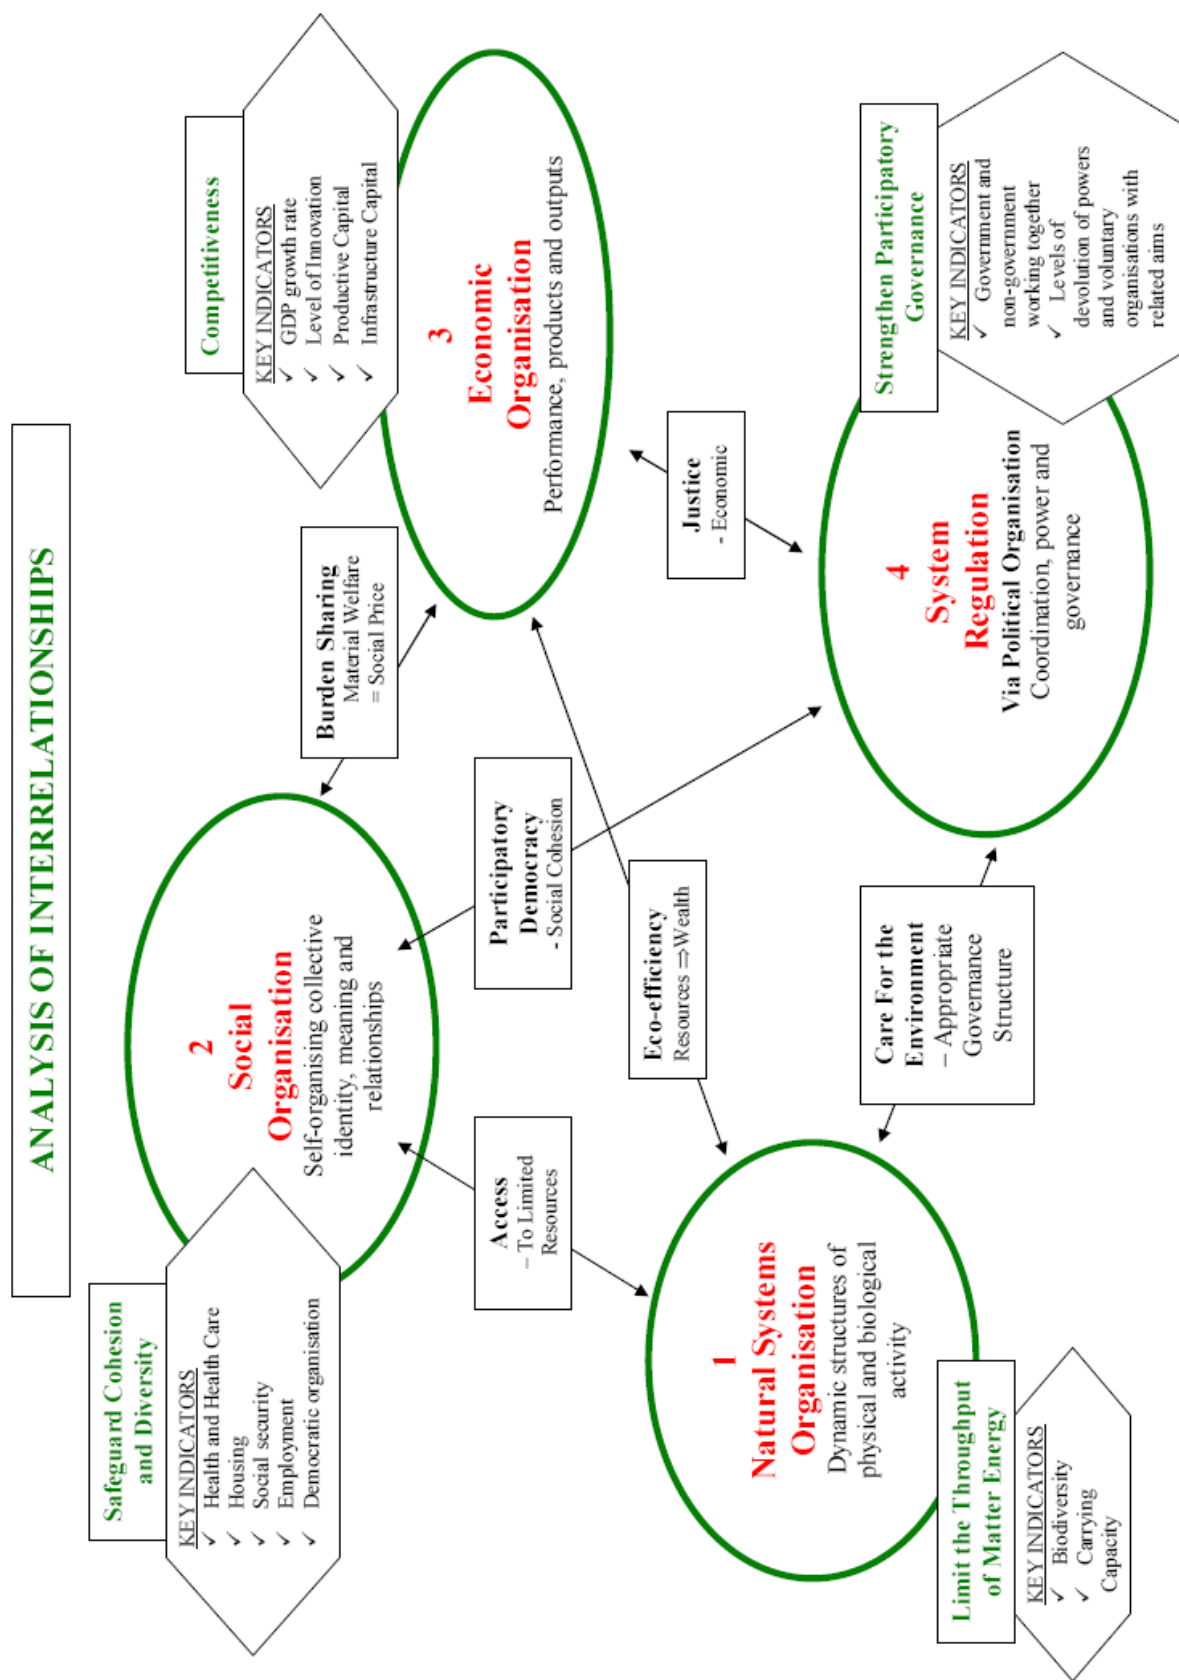 ANALYSIS OF INTERRELATIONSHIPS
Safeguard Cohesion
and Diversity
KEY INDICATORS
✓ Health and Health Care
✓ Housing
✓ Social security
✓ Employment
✓ Democratic organisation
2
Social
Organisation
Self-organising collective
identity, meaning and
relationships
Burden Sharing
Material Welfare
= Social Price
Competitiveness
KEY INDICATORS
✓ GDP growth rate
✓ Level of Innovation
✓ Productive Capital
✓ Infrastructure Capital
3
Economic
Organisation
Performance, products and outputs
Access
– To Limited
Resources
Participatory
Democracy
- Social Cohesion
Eco-efficiency
Resources ⇒Wealth
Justice
- Economic
1
Natural Systems
Organisation
Dynamic structures of
physical and biological
activity
Limit the Throughput
of Matter Energy
KEY INDICATORS
✓ Biodiversity
✓ Carrying
Capacity
Care For the
Environment
– Appropriate
Governance
Structure
4
System
Regulation
Via Political Organisation
Coordination, power and
governance
Strengthen Participatory
Governance
KEY INDICATORS
✓ Government and
non-government
working together
✓ Levels of
devolution of powers
and voluntary
organisations with
related aims